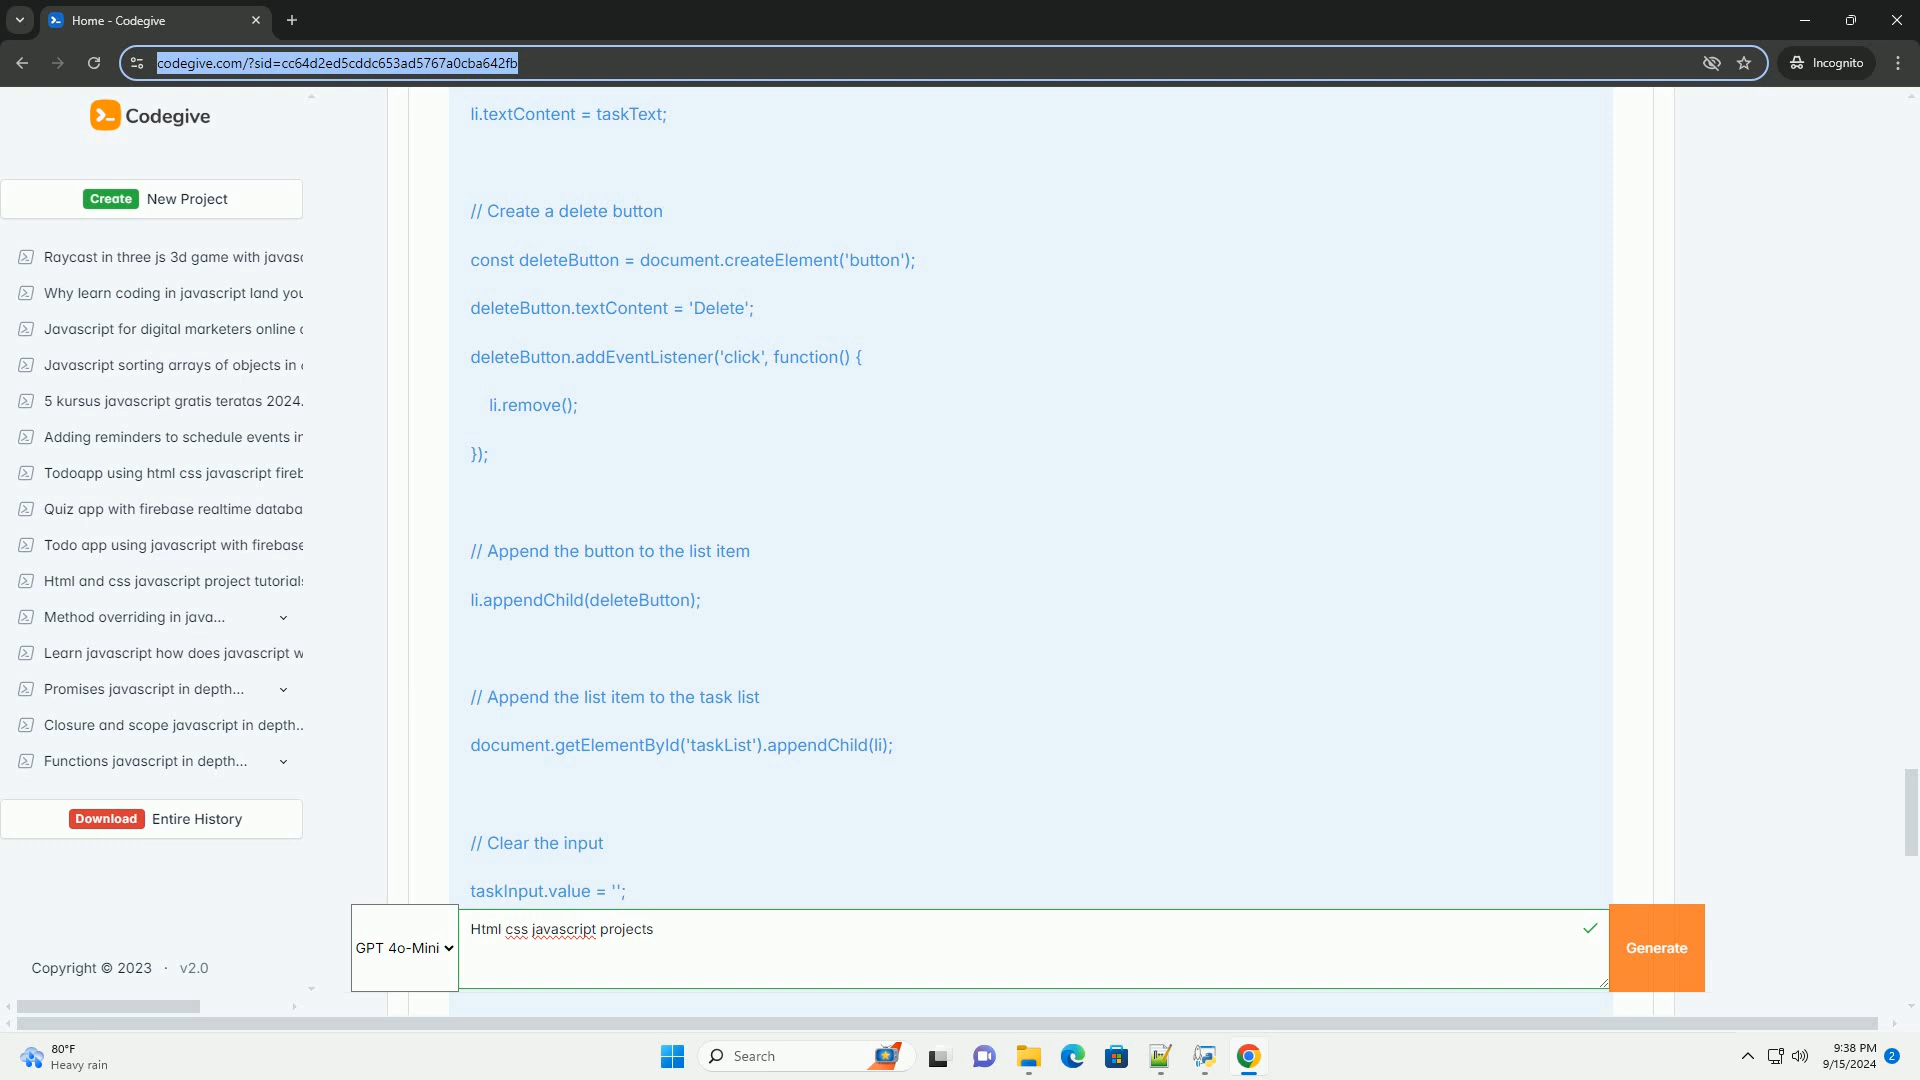 Home - Codegive
codegive.com/?sid=cc64d2ed5cddc653ad5767a0cba642fb
Incognito
Codegive
Create New Project
Raycast in three js 3d game with javasc
Why learn coding in javascript land you
Javascript for digital marketers online c
Javascript sorting arrays of objects in
5 kursus javascript gratis teratas 2024.
Adding reminders to schedule events in
Todoapp using html css javascript fireb
Quiz app with firebase realtime databa
Todo app using javascript with firebase
Html and css javascript project tutorials
Method overriding in java...
Learn javascript how does javascript w
Promises javascript in depth...
Closure and scope javascript in depth..
Functions javascript in depth...
Download Entire History
Copyright © 2023 · v2.0
li.textContent = taskText;
// Create a delete button
const deleteButton = document.createElement('button');
deleteButton.textContent = 'Delete';
deleteButton.addEventListener('click', function() {
li.remove();
});
// Append the button to the list item
li.appendChild(deleteButton);
// Append the list item to the task list
document.getElementById('taskList').appendChild(li);
// Clear the input
taskInput.value = '';
GPT 4o-Mini
Html css javascript projects
Generate
80°F
Heavy rain
Search
9:38 PM
9/15/2024
2